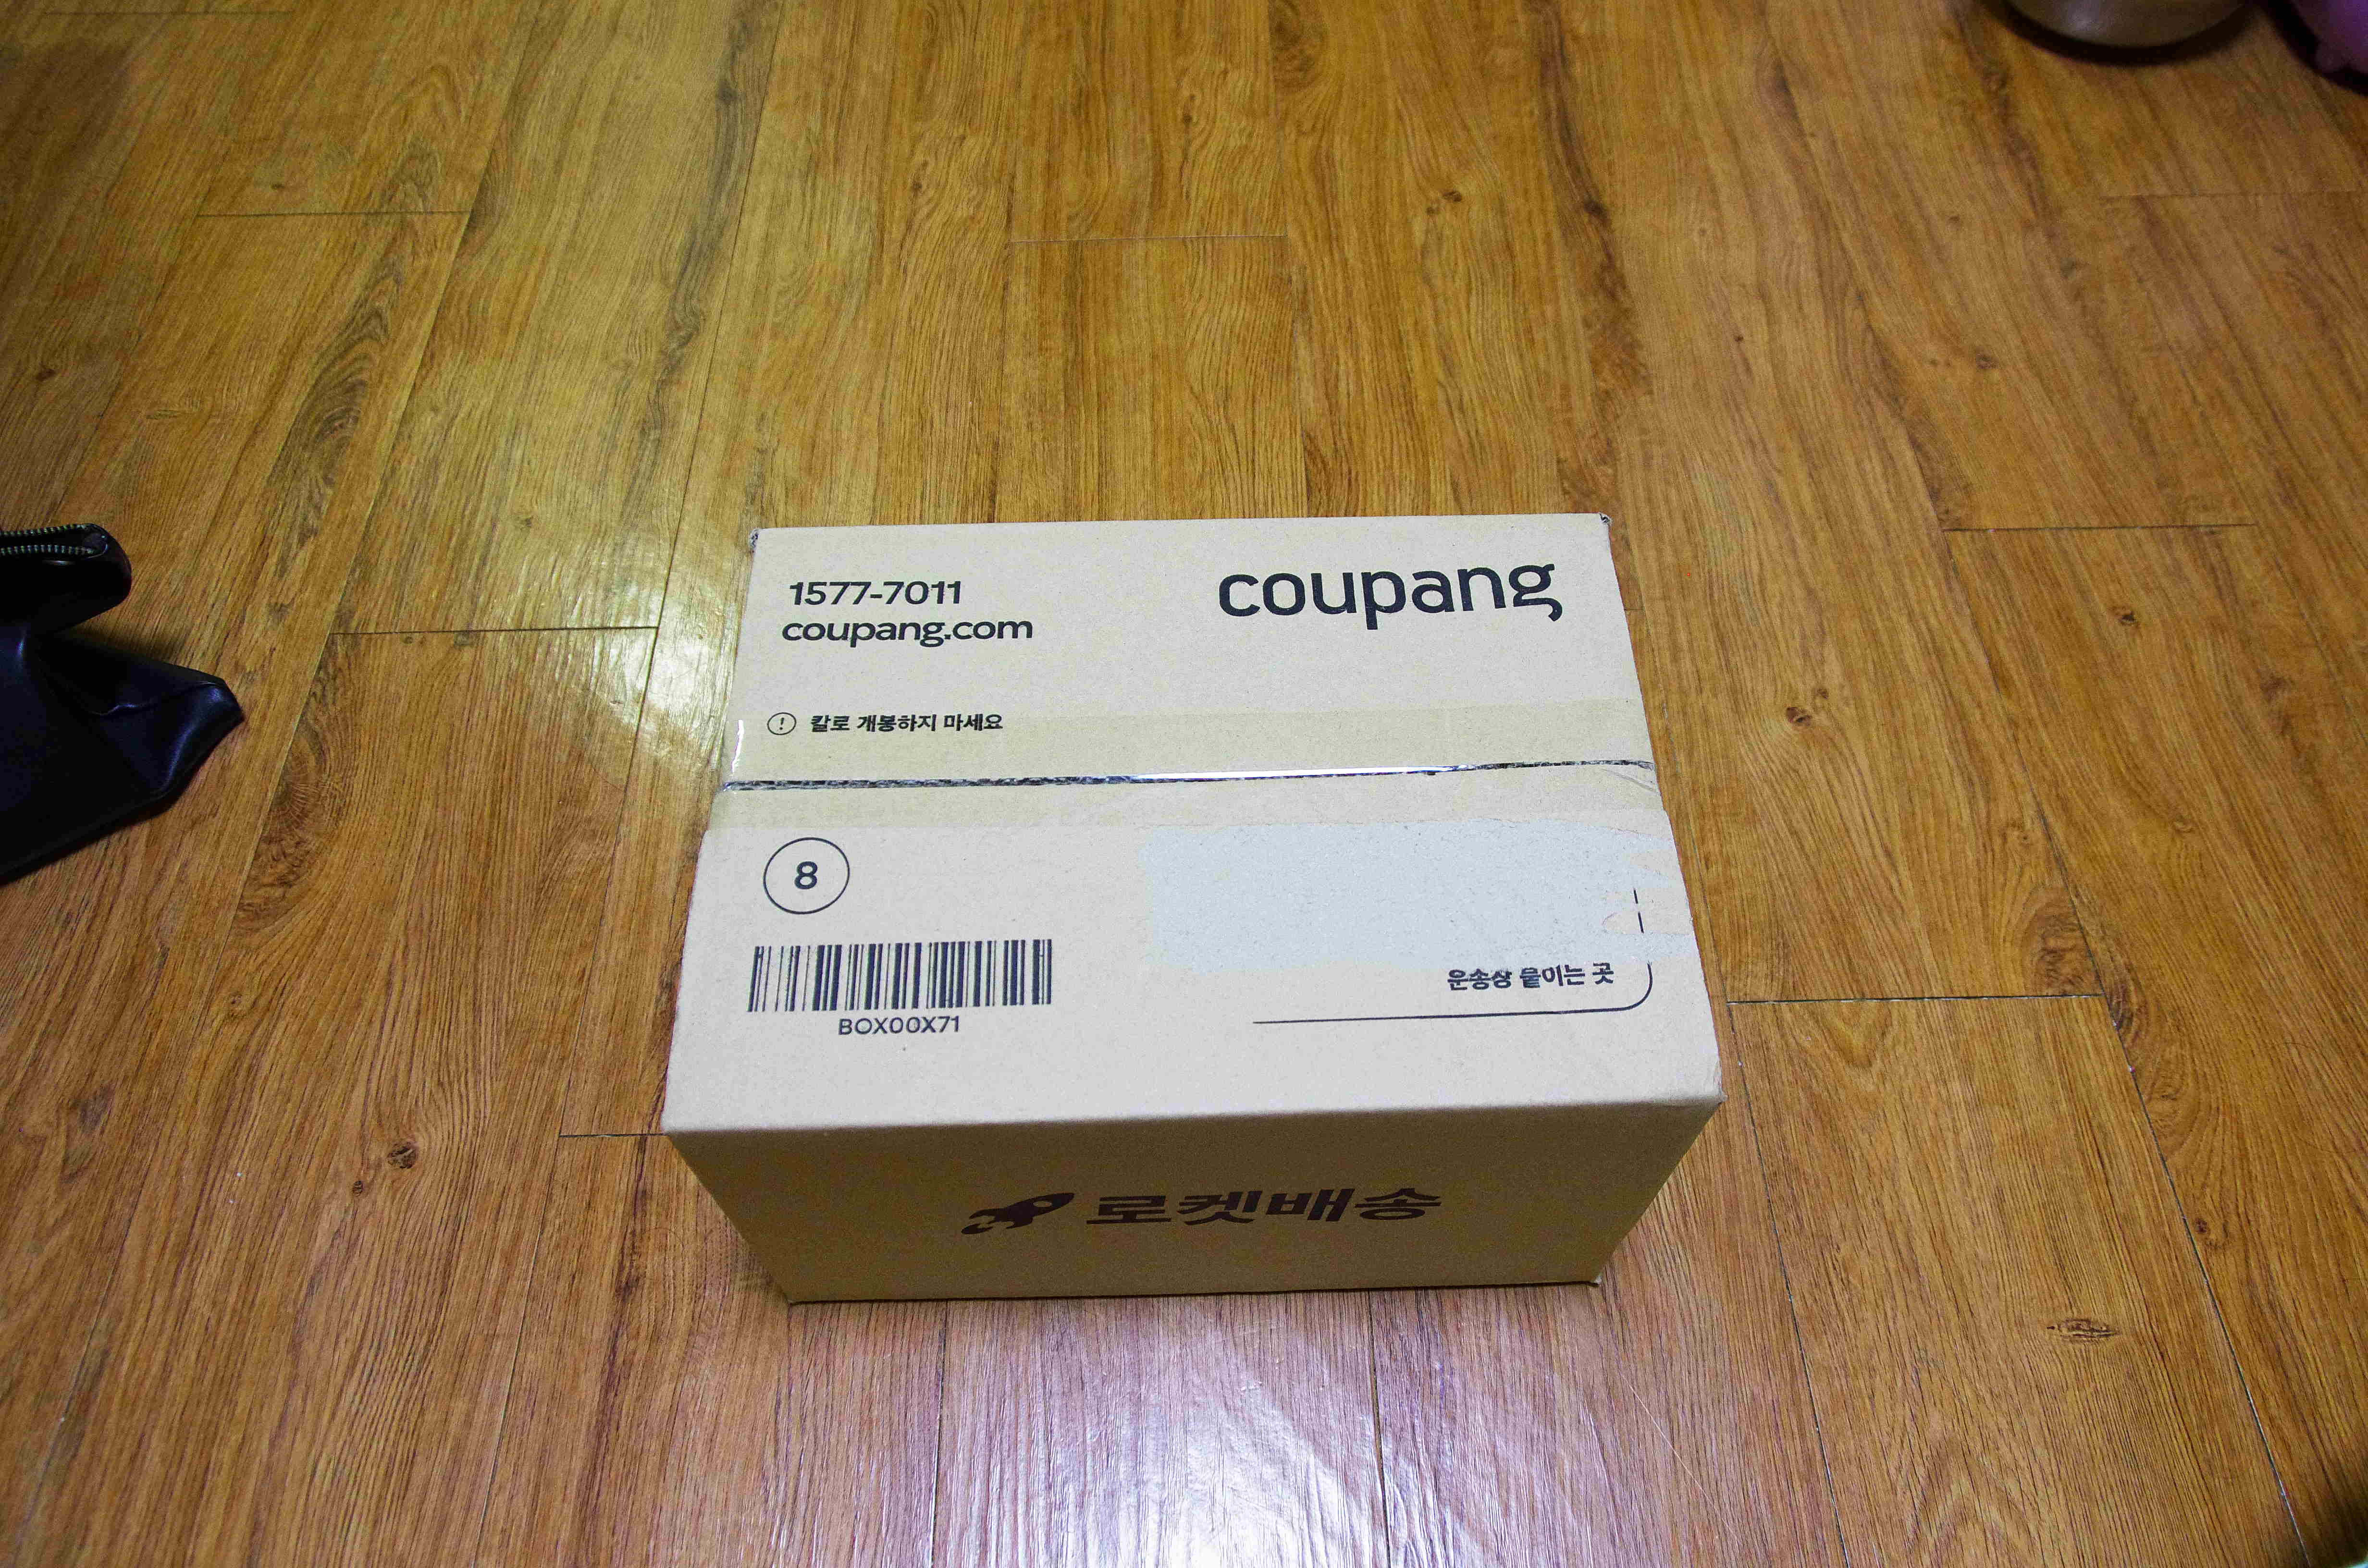 1577-7011
coupang.com
coupang
! 칼로 개봉하지 마세요
8
BOX00X71
운송장 붙이는 곳
로켓배송